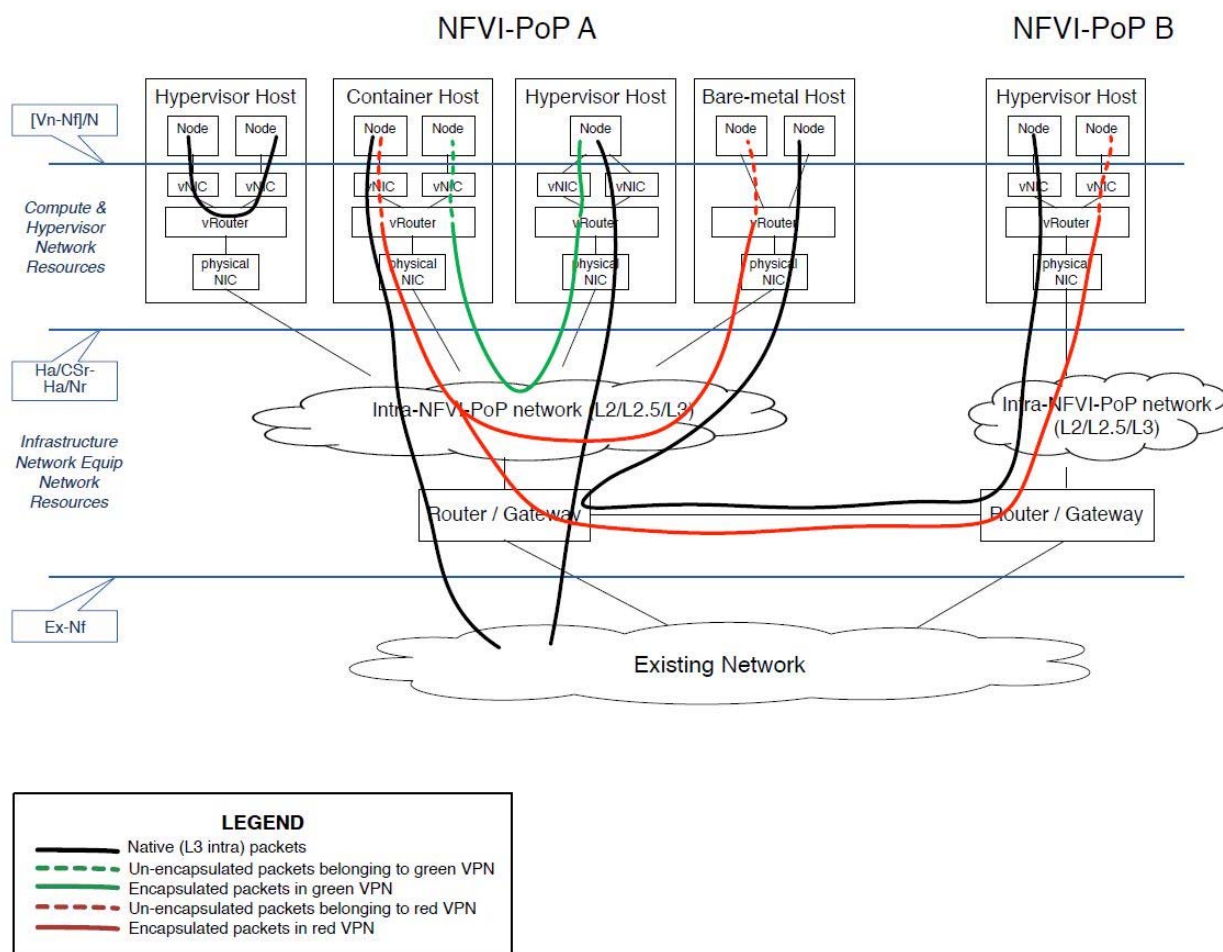 NFVI-PoP A
NFVI-PoP B
Hypervisor Host
Container Host
Hypervisor Host
Bare-metal Host
Hypervisor Host
[Vn-Nf]/N
Node
Node
Node
Node
Node
Node
Node
Node
Node
vNIC
vNIC
vNIC
vNIC
vNIC
vNIC
vNIC
vNIC
Compute &
Hypervisor
Network
Resources
vRouter
vRouter
vRouter
vRouter
vRouter
physical
NIC
physical
NIC
physical
NIC
physical
NIC
physical
NIC
Ha/CSr-
Ha/Nr
Intra-NFVI-PoP network (L2/L2.5/L3)
Intra-NFVI-PoP network
(L2/L2.5/L3)
Infrastructure
Network Equip
Network
Resources
Router / Gateway
Router / Gateway
Ex-Nf
Existing Network
LEGEND
Native (L3 intra) packets
Un-encapsulated packets belonging to green VPN
Encapsulated packets in green VPN
Un-encapsulated packets belonging to red VPN
Encapsulated packets in red VPN